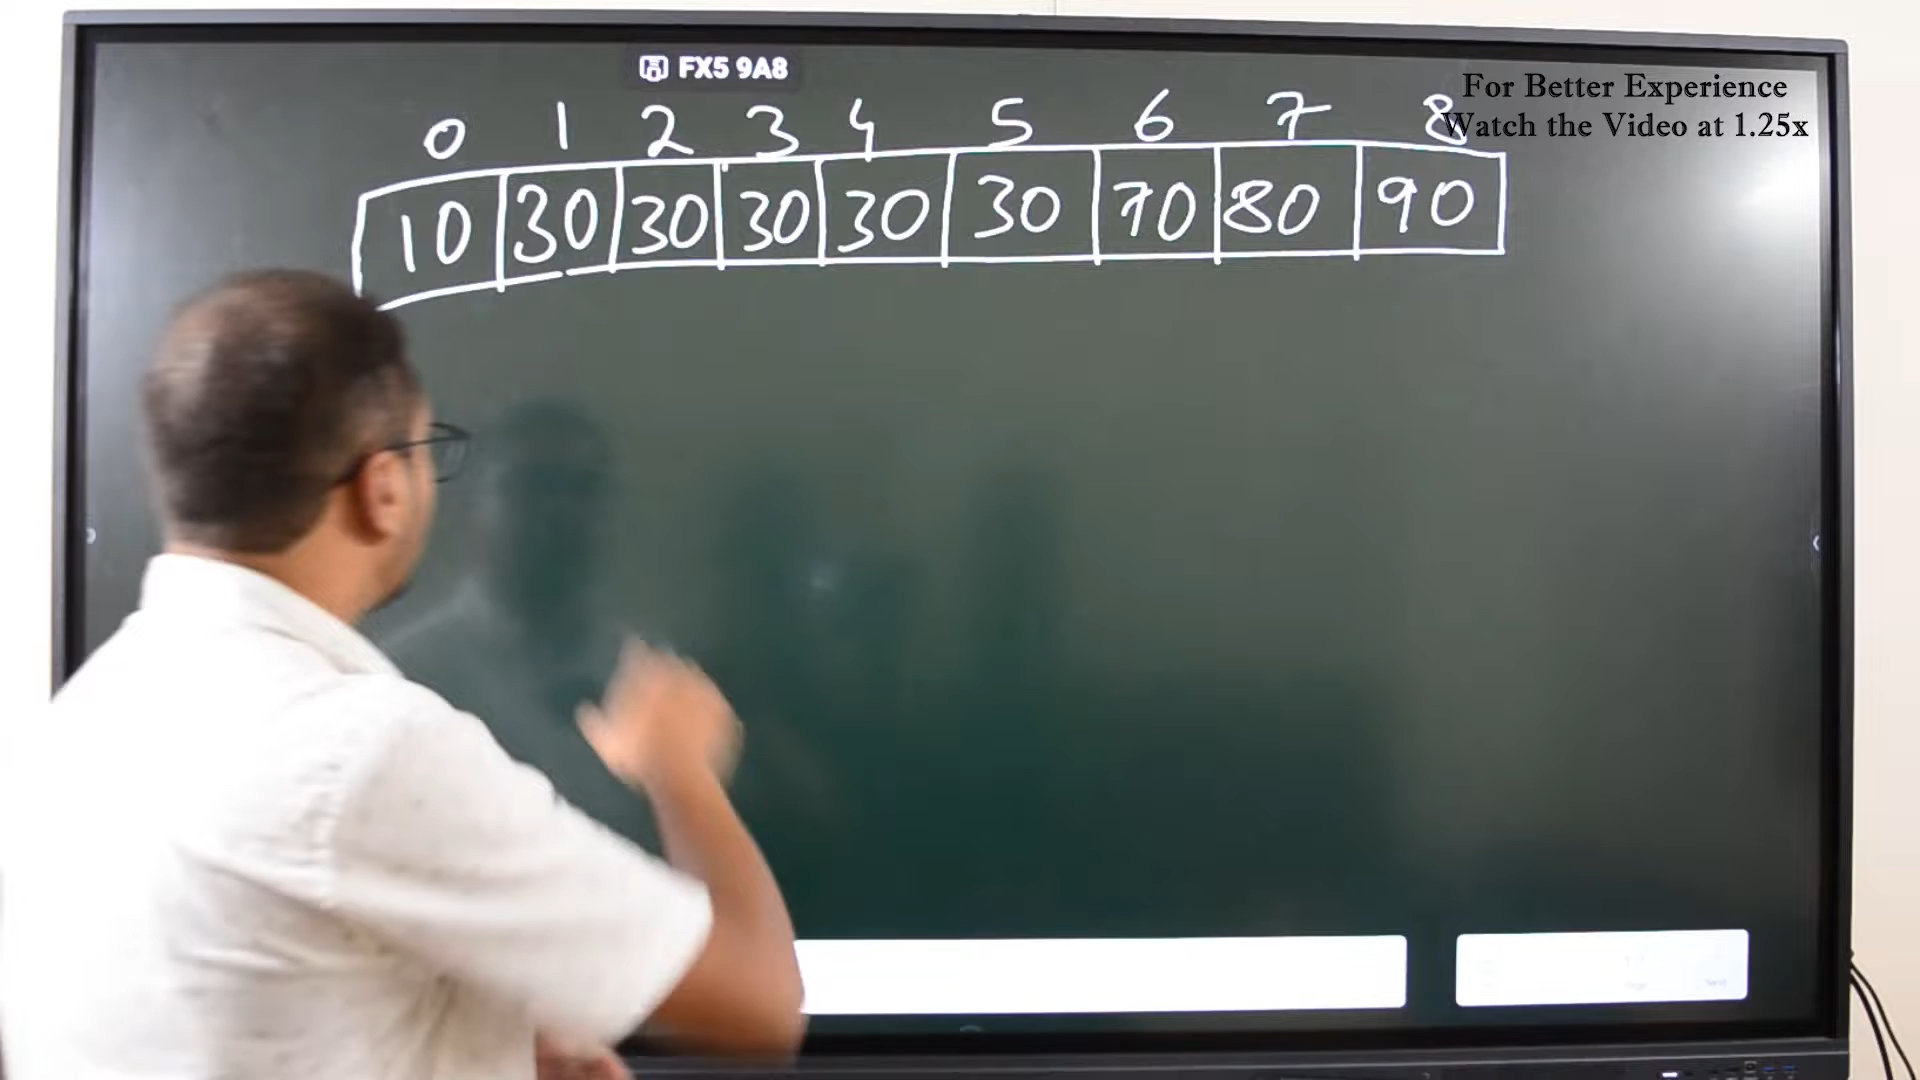 FX5 9A8
For Better Experience
Watch the Video at 1.25x
0 1 2 3 4 5 6 7 8
10 30 30 30 30 30 70 80 90